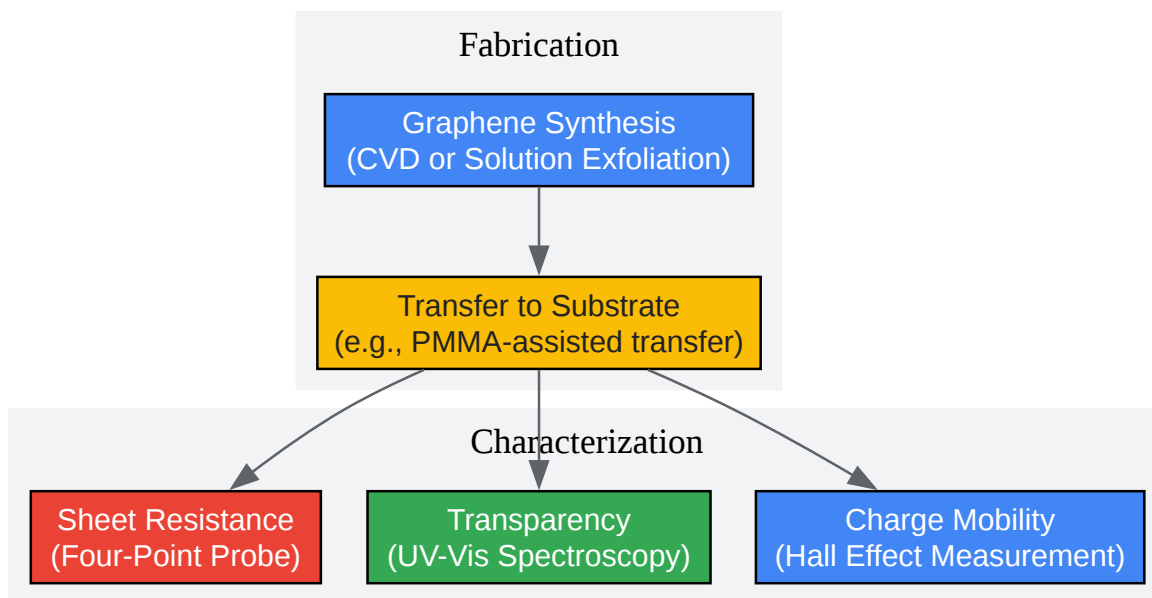 Fabrication
Graphene Synthesis
(CVD or Solution Exfoliation)
Transfer to Substrate
(e.g., PMMA-assisted transfer)
Characterization
Sheet Resistance
(Four-Point Probe)
Transparency
(UV-Vis Spectroscopy)
Charge Mobility
(Hall Effect Measurement)